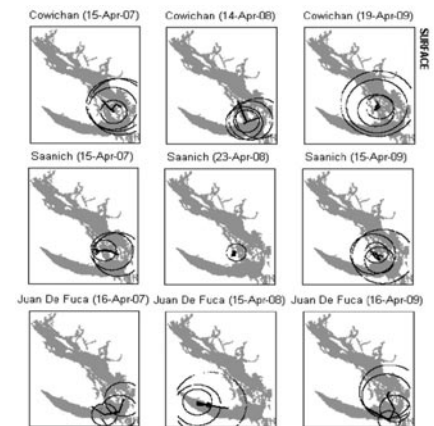 Cowichan (15-Apr-07) Cowichan (14-Apr-08) Cowichan (19-Apr-09)
SURFACE
Saanich (15-Apr-07) Saanich (23-Apr-08) Saanich (15-Apr-09)
Juan De Fuca (16-Apr-07) Juan De Fuca (15-Apr-08) Juan De Fuca (16-Apr-09)